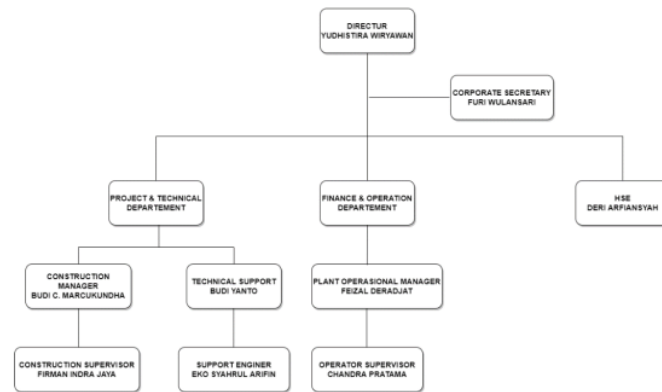 DIRECTUR
YUDHISTIRA WIRYAWAN
CORPORATE SECRETARY
FURI WULANSARI
PROJECT & TECHNICAL
DEPARTEMENT
FINANCE & OPERATION
DEPARTEMENT
HSE
DERI ARFIANSYAH
CONSTRUCTION
MANAGER
BUDI C. MARCUKUNDHA
TECHNICAL SUPPORT
BUDI YANTO
PLANT OPERASIONAL MANAGER
FEIZAL DERADJAT
CONSTRUCTION SUPERVISOR
FIRMAN INDRA JAYA
SUPPORT ENGINER
EKO SYAHRUL ARIFIN
OPERATOR SUPERVISOR
CHANDRA PRATAMA